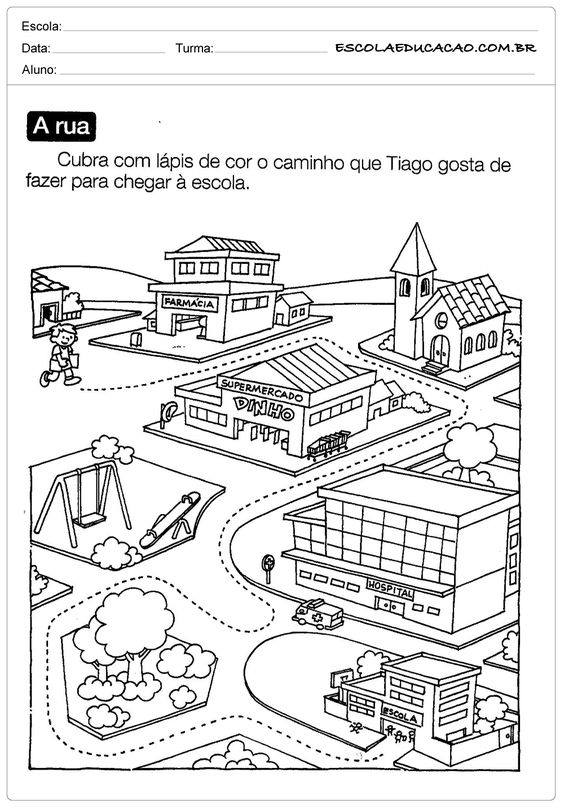 Escola:
Data: Turma: ESCOLAEDUCACAO.COM.BR
Aluno:
A rua
Cubra com lápis de cor o caminho que Tiago gosta de
fazer para chegar à escola.
FARMÁCIA
SUPERMERCADO
DINHO
HOSPITAL
ESCOLA